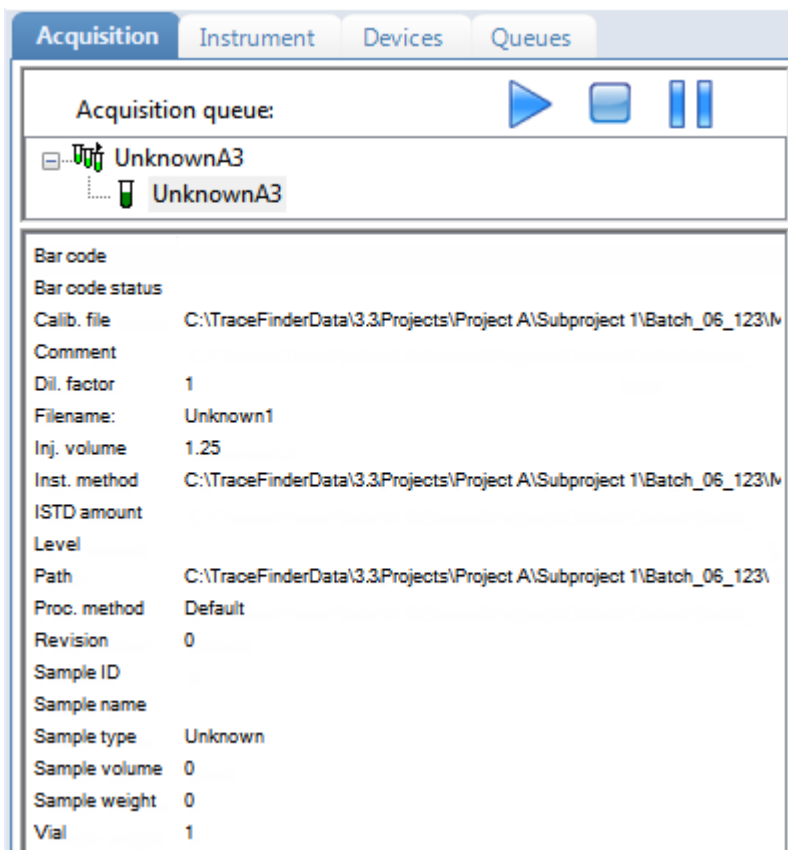 Acquisition Instrument Devices Queues
Acquisition queue:
UnknownA3
UnknownA3
Bar code
Bar code status
Calib. file C:\TraceFinderData\3.3\Projects\Project A\Subproject 1\Batch_06_123\M
Comment
Dil. factor 1
Filename: Unknown1
Inj. volume 1.25
Inst. method C:\TraceFinderData\3.3\Projects\Project A\Subproject 1\Batch_06_123\M
ISTD amount
Level
Path C:\TraceFinderData\3.3\Projects\Project A\Subproject 1\Batch_06_123\
Proc. method Default
Revision 0
Sample ID
Sample name
Sample type Unknown
Sample volume 0
Sample weight 0
Vial 1